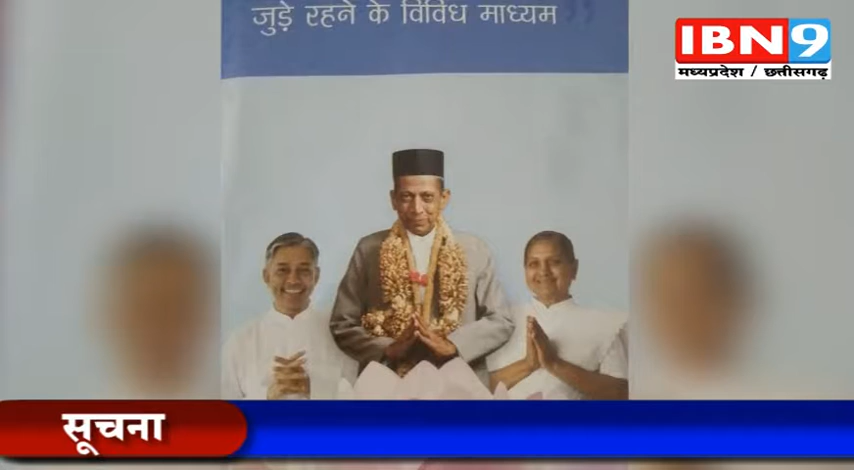 जुड़े रहने के विविध माध्यम ”
IBN9
मध्यप्रदेश / छत्तीसगढ़
सूचना